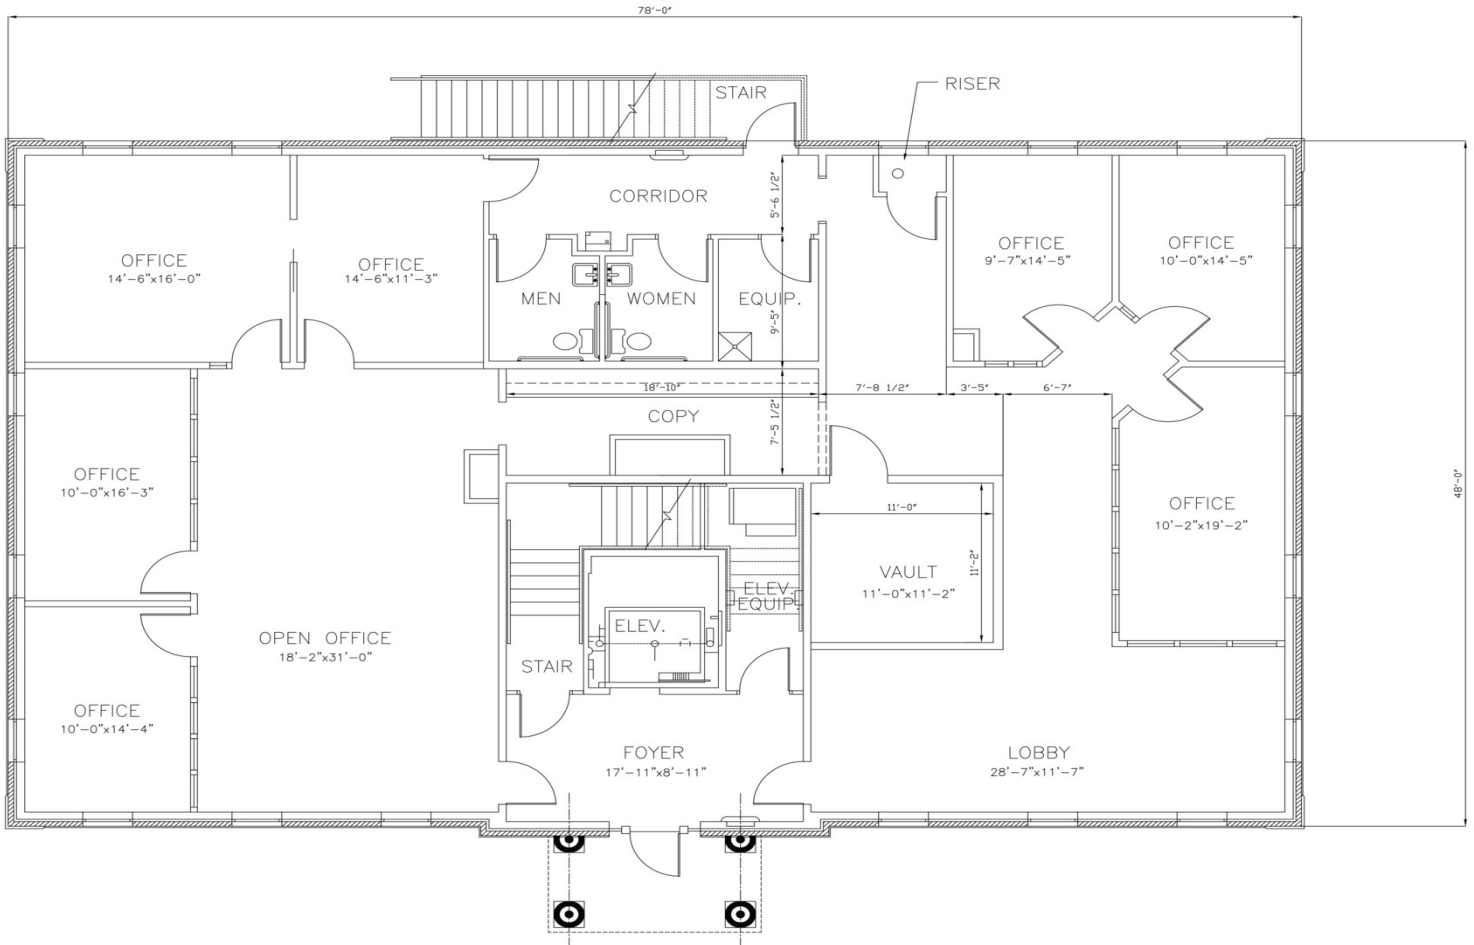 78'-0"
STAIR
RISER
CORRIDOR
5'-6 1/2"
OFFICE
14'-6"x16'-0"
OFFICE
14'-6"x11'-3"
OFFICE
9'-7"x14'-5"
OFFICE
10'-0"x14'-5"
MEN
WOMEN
EQUIP.
9'-5"
18'-10"
7'-8 1/2"
3'-5"
6'-7"
COPY
7'-5 1/2"
OFFICE
10'-0"x16'-3"
48'-0"
OFFICE
10'-2"x19'-2"
11'-0"
11'-2"
VAULT
11'-0"x11'-2"
ELEV.
EQUIP.
ELEV.
OPEN OFFICE
18'-2"x31'-0"
STAIR
OFFICE
10'-0"x14'-4"
FOYER
17'-11"x8'-11"
LOBBY
28'-7"x11'-7"